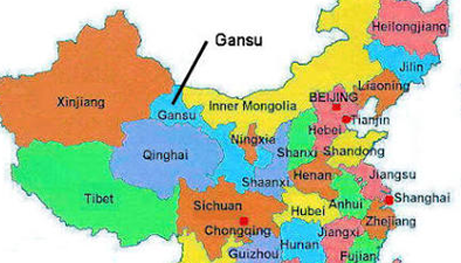 Gansu
Heilongjiang
Jilin
Liaoning
Xinjiang
Gansu
Inner Mongolia
BEIJING
Tianjin
Hebei
Ningxie
Qinghai
Shanxi
Shandong
Shaanxi
Henan
Jiangsu
Tibet
Sichuan
Hubei
Anhui
Shanghai
Chongqing
Zhejiang
Guizhou
Hunan
Jiangxi
Fujian